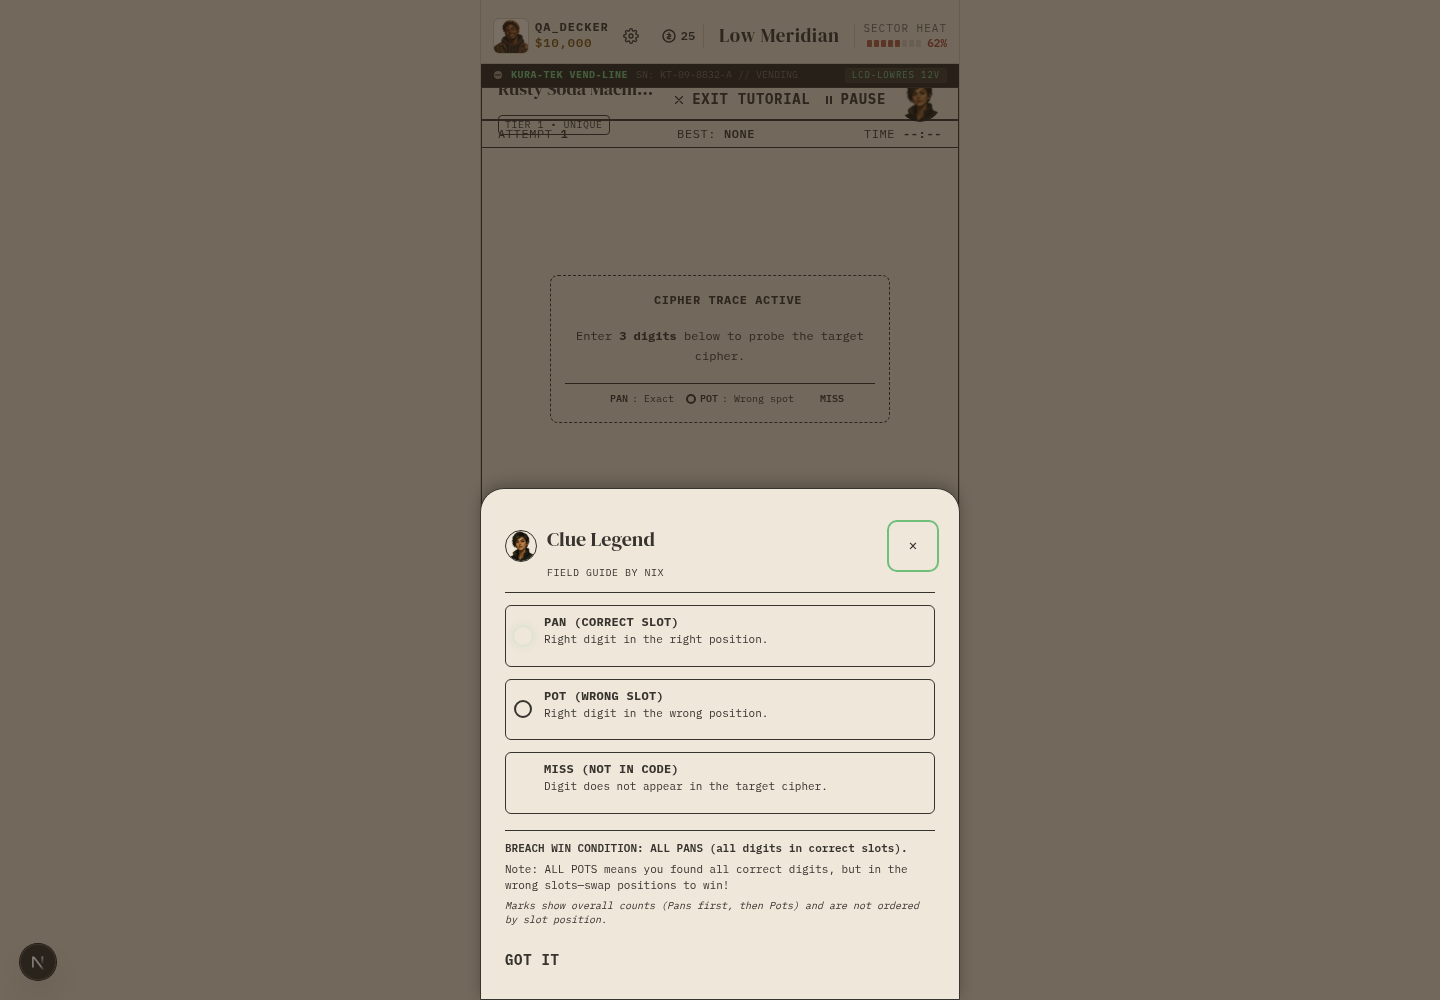 QA_DECKER
$10,000
25
Low Meridian
SECTOR HEAT
62%
KURA-TEK VEND-LINE SN: KT-09-8832-A // VENDING
LCD-LOWRES 12V
Rusty Soda Machi...
× EXIT TUTORIAL
PAUSE
TIER 1 • UNIQUE
ATTEMPT 1
BEST: NONE
TIME --:--
CIPHER TRACE ACTIVE
Enter 3 digits below to probe the target
cipher.
PAN : Exact POT : Wrong spot MISS
Clue Legend
×
FIELD GUIDE BY NIX
PAN (CORRECT SLOT)
Right digit in the right position.
POT (WRONG SLOT)
Right digit in the wrong position.
MISS (NOT IN CODE)
Digit does not appear in the target cipher.
BREACH WIN CONDITION: ALL PANS (all digits in correct slots).
Note: ALL POTS means you found all correct digits, but in the
wrong slots—swap positions to win!
Marks show overall counts (Pans first, then Pots) and are not ordered
by slot position.
GOT IT
N